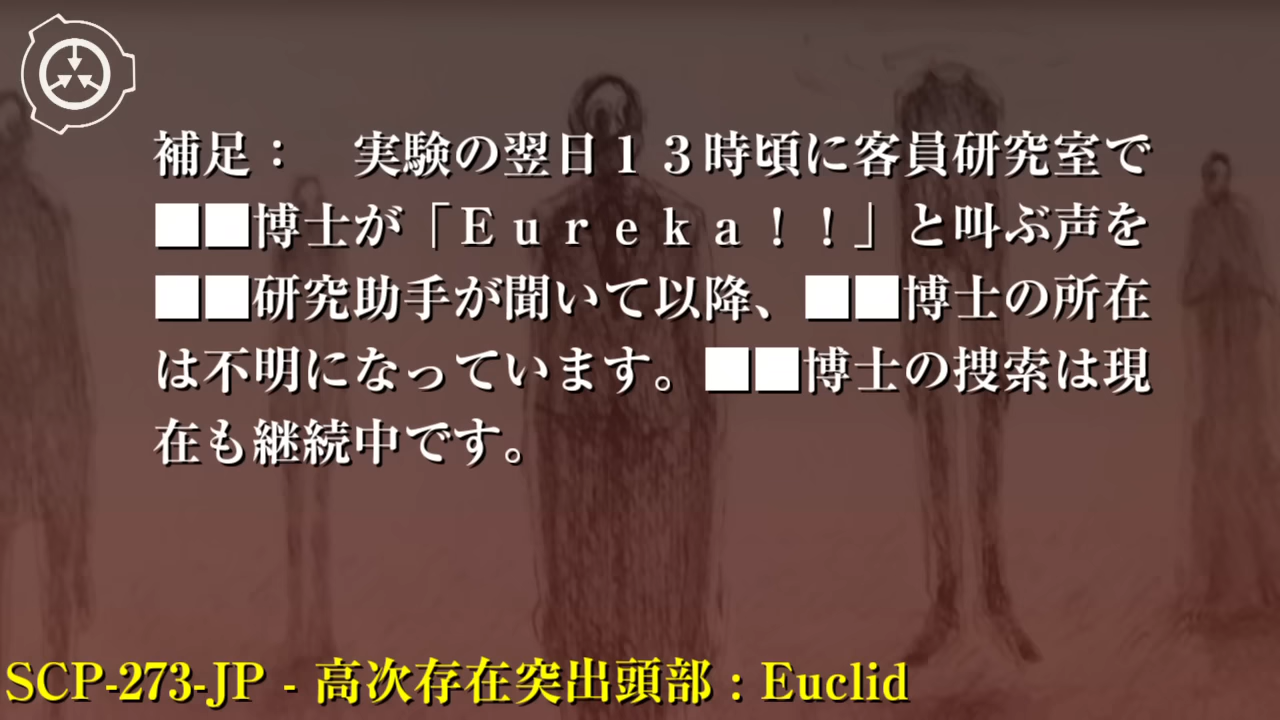 補足：　実験の翌日１３時頃に客員研究室で
■■博士が「Ｅｕｒｅｋａ！！」と叫ぶ声を
■■研究助手が聞いて以降、■■博士の所在
は不明になっています。■■博士の捜索は現
在も継続中です。
SCP-273-JP - 高次存在突出頭部：Euclid